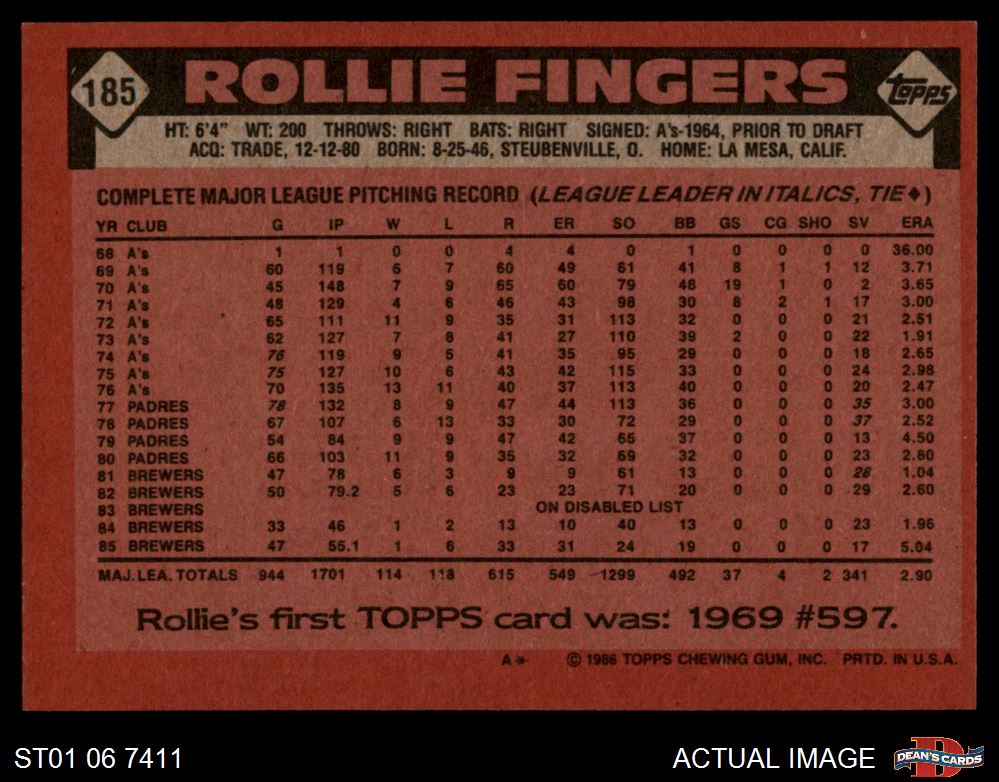 185 ROLLIE FINGERS Topps
HT: 6'4" WT: 200 THROWS: RIGHT BATS: RIGHT SIGNED: A's-1964, PRIOR TO DRAFT
ACQ: TRADE, 12-12-80 BORN: 8-25-46, STEUBENVILLE, O. HOME: LA MESA, CALIF.
COMPLETE MAJOR LEAGUE PITCHING RECORD (LEAGUE LEADER IN ITALICS, TIE♦)
YR CLUB G IP W L R ER SO BB GS CG SHO SV ERA
68 A's 1 1 0 0 4 4 0 1 0 0 0 0 36.00
69 A's 60 119 6 7 60 49 61 41 8 1 1 12 3.71
70 A's 45 148 7 9 65 60 79 48 19 1 0 2 3.65
71 A's 48 129 4 6 46 43 98 30 8 2 1 17 3.00
72 A's 65 111 11 9 35 31 113 32 0 0 0 21 2.51
73 A's 62 127 7 8 41 27 110 39 2 0 0 22 1.91
74 A's 76 119 9 5 41 35 95 29 0 0 0 18 2.65
75 A's 75 127 10 6 43 42 115 33 0 0 0 24 2.98
76 A's 70 135 13 11 40 37 113 40 0 0 0 20 2.47
77 PADRES 78 132 8 9 47 44 113 36 0 0 0 35 3.00
78 PADRES 67 107 6 13 33 30 72 29 0 0 0 37 2.52
79 PADRES 54 84 9 9 47 42 65 37 0 0 0 13 4.50
80 PADRES 66 103 11 9 35 32 69 32 0 0 0 23 2.80
81 BREWERS 47 78 6 3 9 9 61 13 0 0 0 28 1.04
82 BREWERS 50 79.2 5 6 23 23 71 20 0 0 0 29 2.60
83 BREWERS ON DISABLED LIST
84 BREWERS 33 46 1 2 13 10 40 13 0 0 0 23 1.96
85 BREWERS 47 55.1 1 6 33 31 24 19 0 0 0 17 5.04
MAJ. LEA. TOTALS 944 1701 114 118 615 549 1299 492 37 4 2 341 2.90
Rollie's first TOPPS card was: 1969 #597.
A* © 1986 TOPPS CHEWING GUM, INC. PRTD. IN U.S.A.
ST01 06 7411 ACTUAL IMAGE DEAN'S CARDS